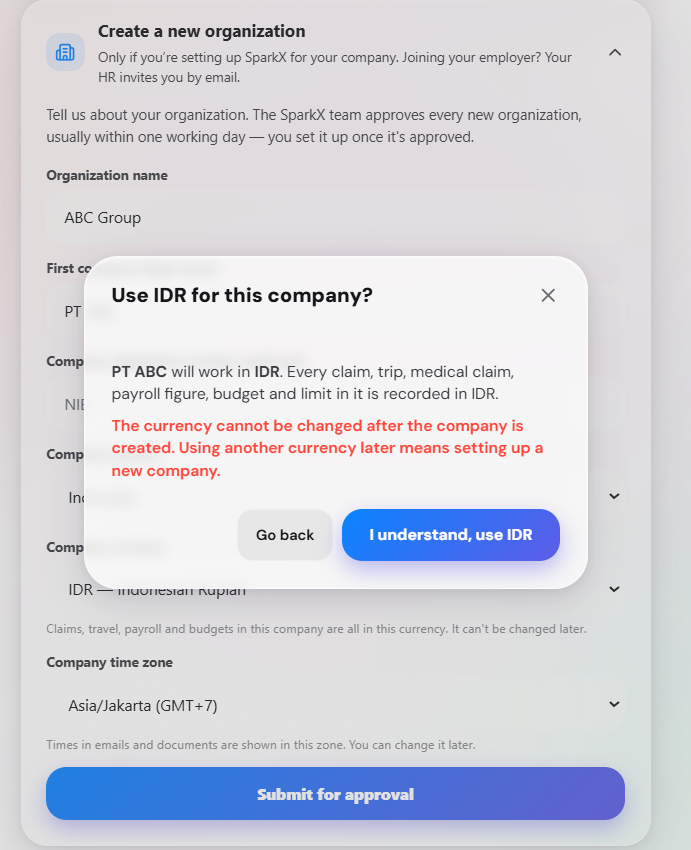 Create a new organization
Only if you're setting up SparkX for your company. Joining your employer? Your
HR invites you by email.
Tell us about your organization. The SparkX team approves every new organization,
usually within one working day — you set it up once it's approved.
Organization name
ABC Group
First
Use IDR for this company?
PT
PT ABC will work in IDR. Every claim, trip, medical claim,
payroll figure, budget and limit in it is recorded in IDR.
The currency cannot be changed after the company is
created. Using another currency later means setting up a
new company.
Go back
I understand, use IDR
IDR — Indonesian Rupiah
Claims, travel, payroll and budgets in this company are all in this currency. It can't be changed later.
Company time zone
Asia/Jakarta (GMT+7)
Times in emails and documents are shown in this zone. You can change it later.
Submit for approval